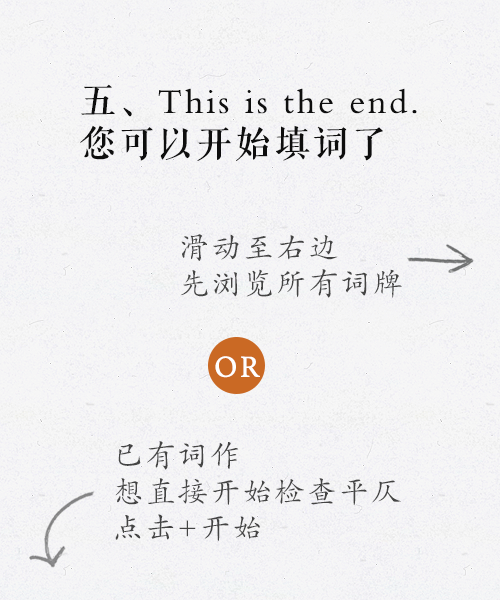 五、This is the end.
您可以开始填词了
滑动至右边
先浏览所有词牌
OR
已有词作
想直接开始检查平仄
点击+开始